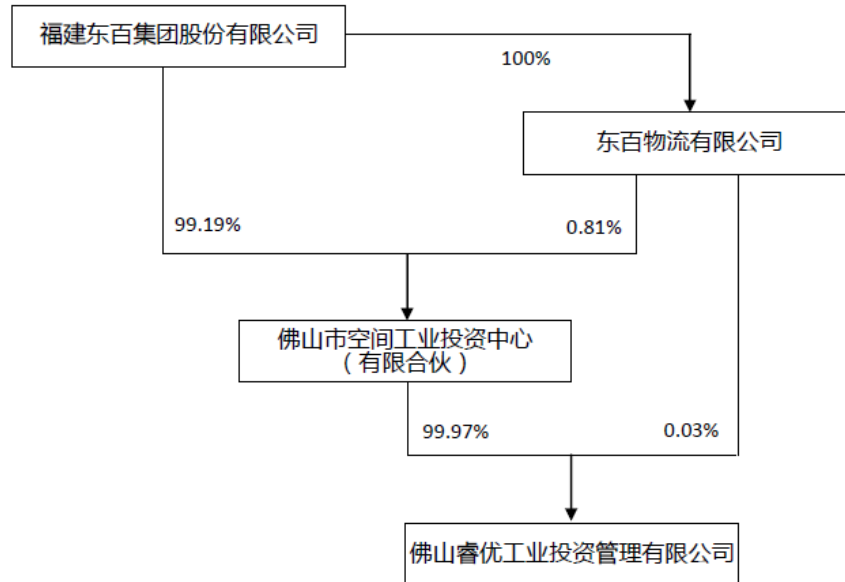 福建东百集团股份有限公司
100%
东百物流有限公司
99.19%
0.81%
佛山市空间工业投资中心
（有限合伙）
99.97%
0.03%
佛山睿优工业投资管理有限公司